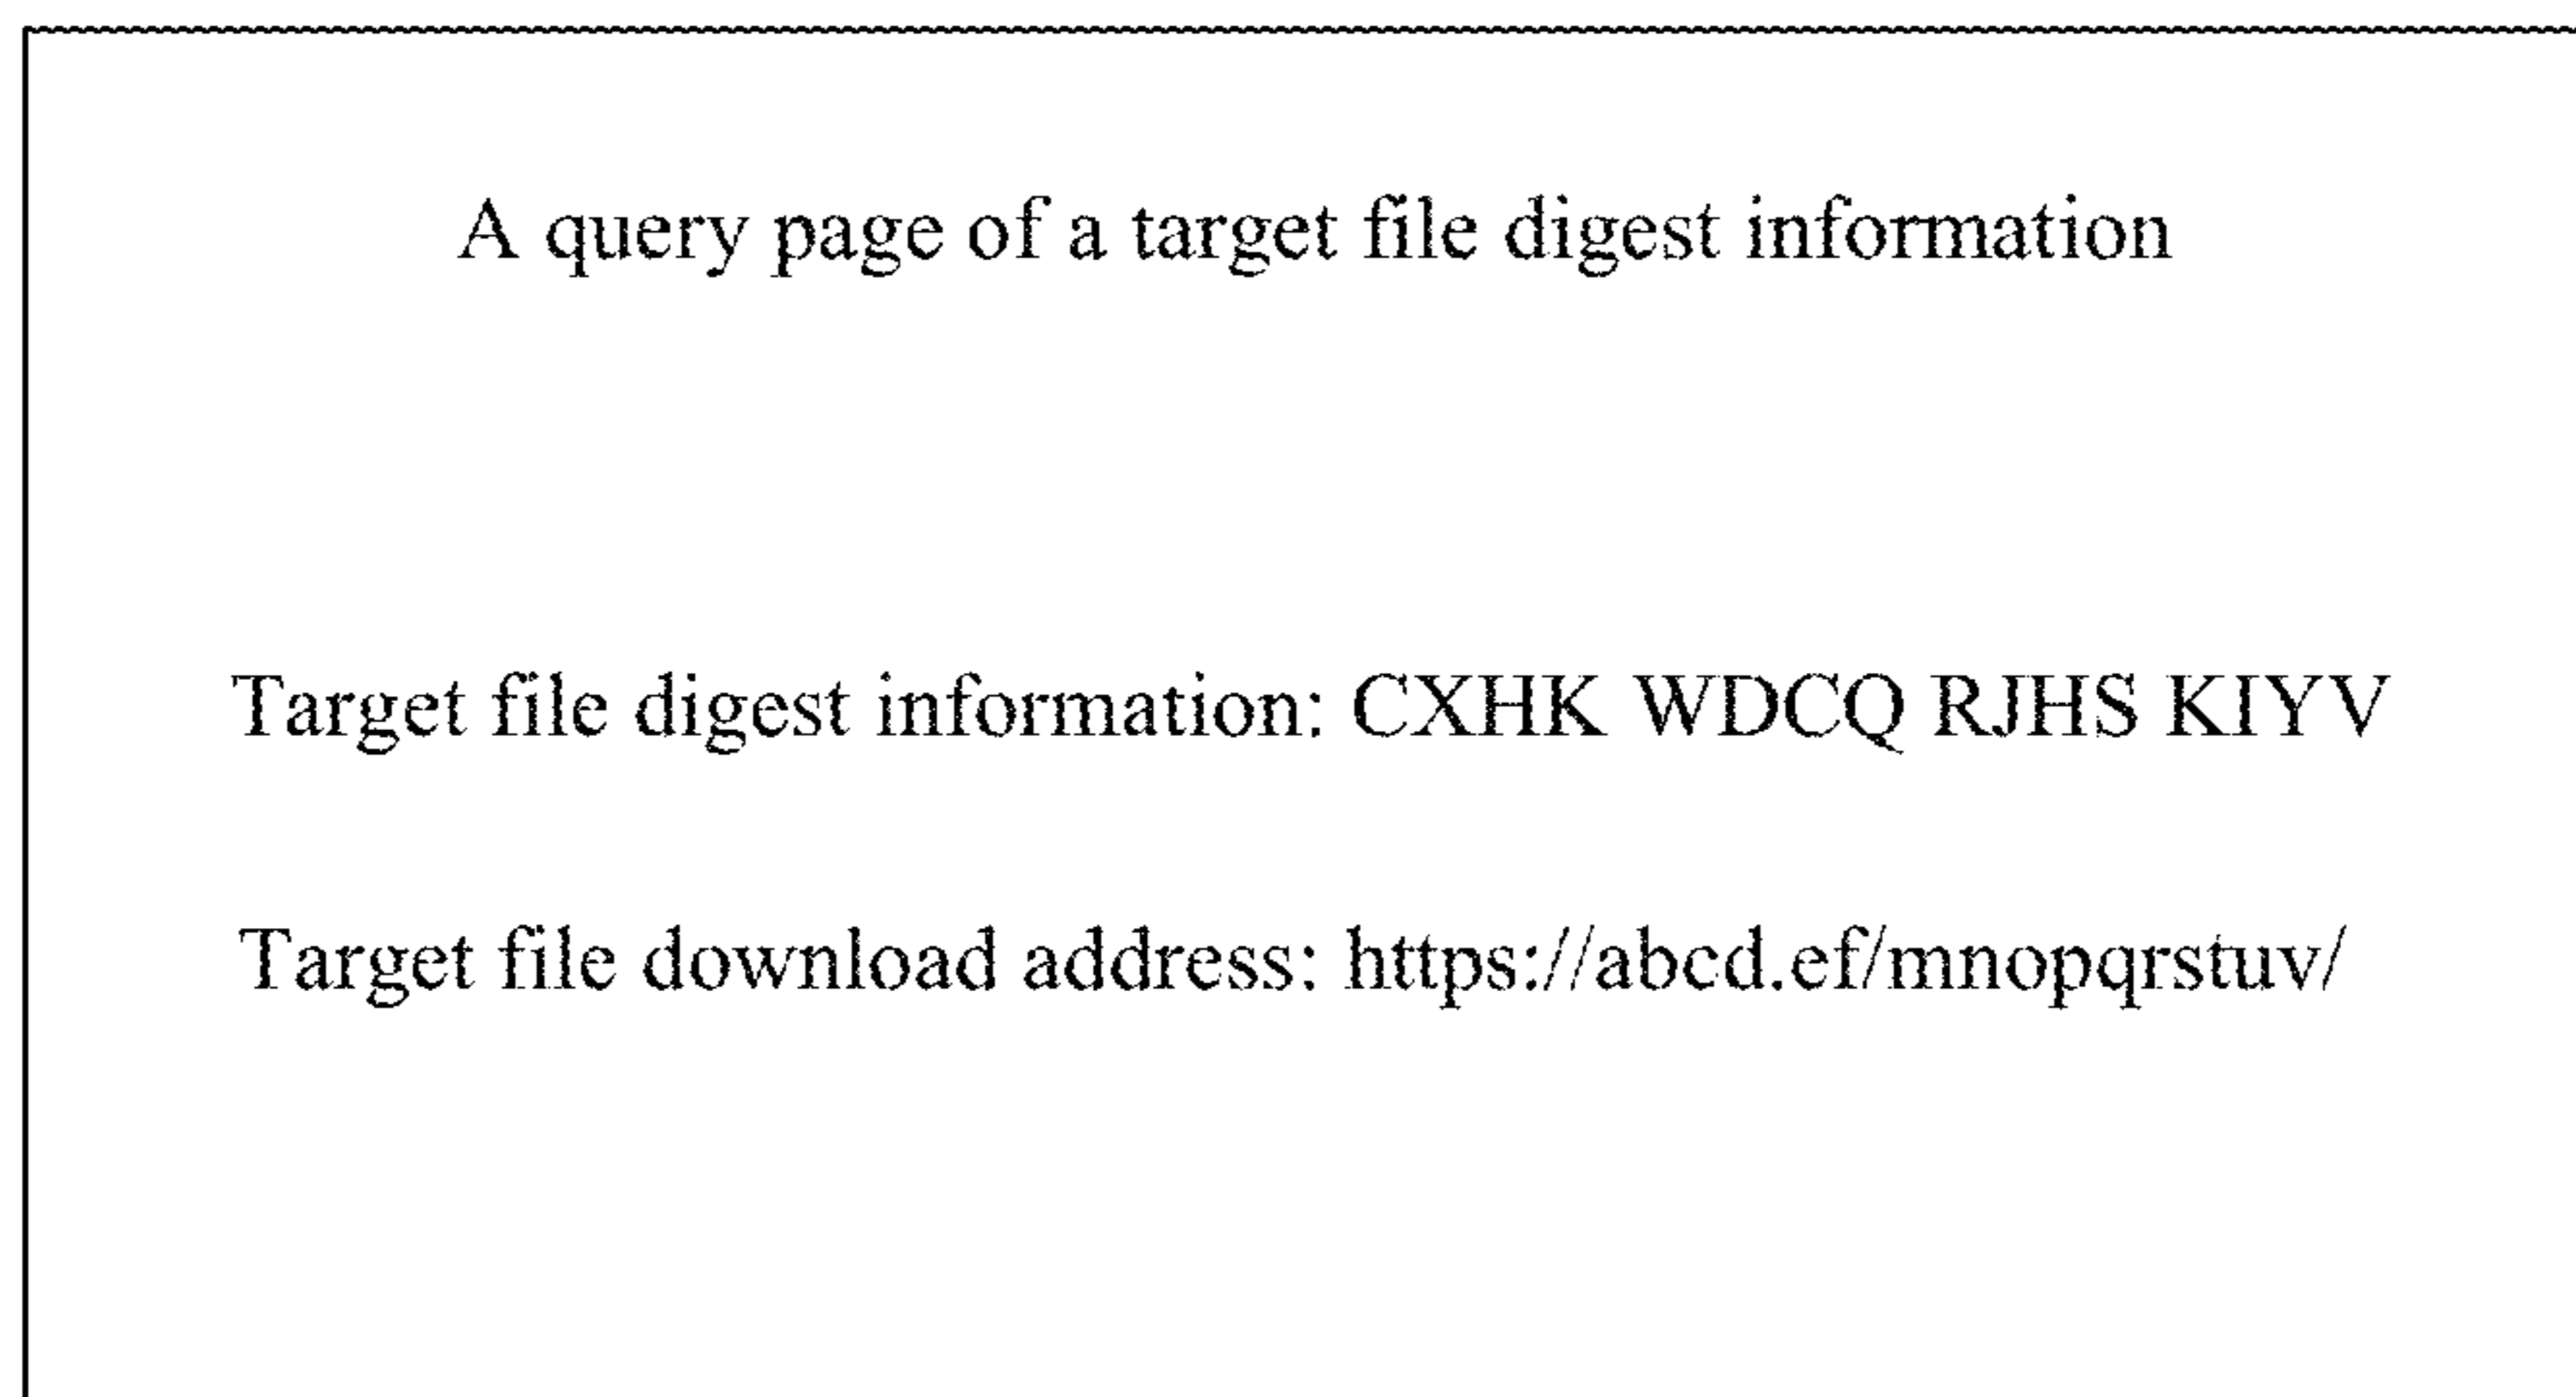 A query page of a target file digest information
Target file digest information: CXHK WDCQ RJHS KIYV
Target file download address: https://abcd.ef/mnopqrstuv/